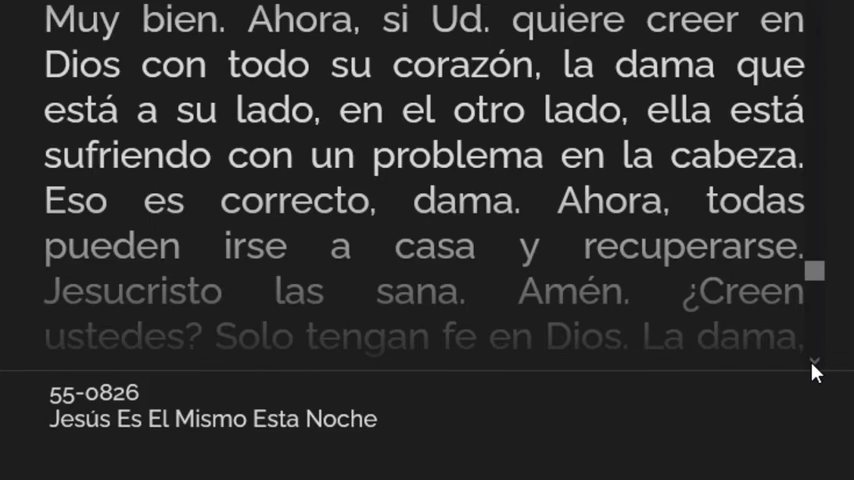 Muy bien. Ahora, si Ud. quiere creer en
Dios con todo su corazón, la dama que
está a su lado, en el otro lado, ella está
sufriendo con un problema en la cabeza.
Eso es correcto, dama. Ahora, todas
pueden irse a casa y recuperarse.
Jesucristo las sana. Amén. ¿Creen
ustedes? Solo tengan fe en Dios. La dama,
55-0826
Jesús Es El Mismo Esta Noche